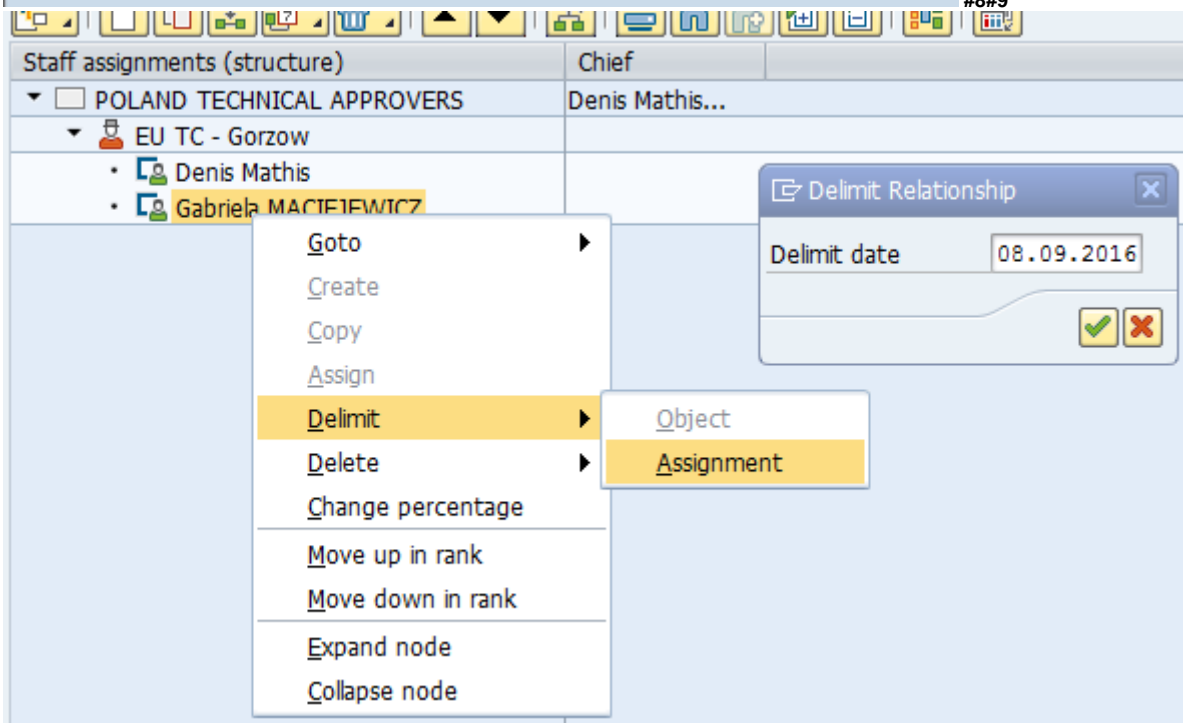 #8#9
Staff assignments (structure) Chief
POLAND TECHNICAL APPROVERS Denis Mathis...
EU TC - Gorzow
Denis Mathis
Gabriela MACIEJEWICZ
Delimit Relationship
Delimit date 08.09.2016
Goto
Create
Copy
Assign
Delimit
Object
Delete
Assignment
Change percentage
Move up in rank
Move down in rank
Expand node
Collapse node